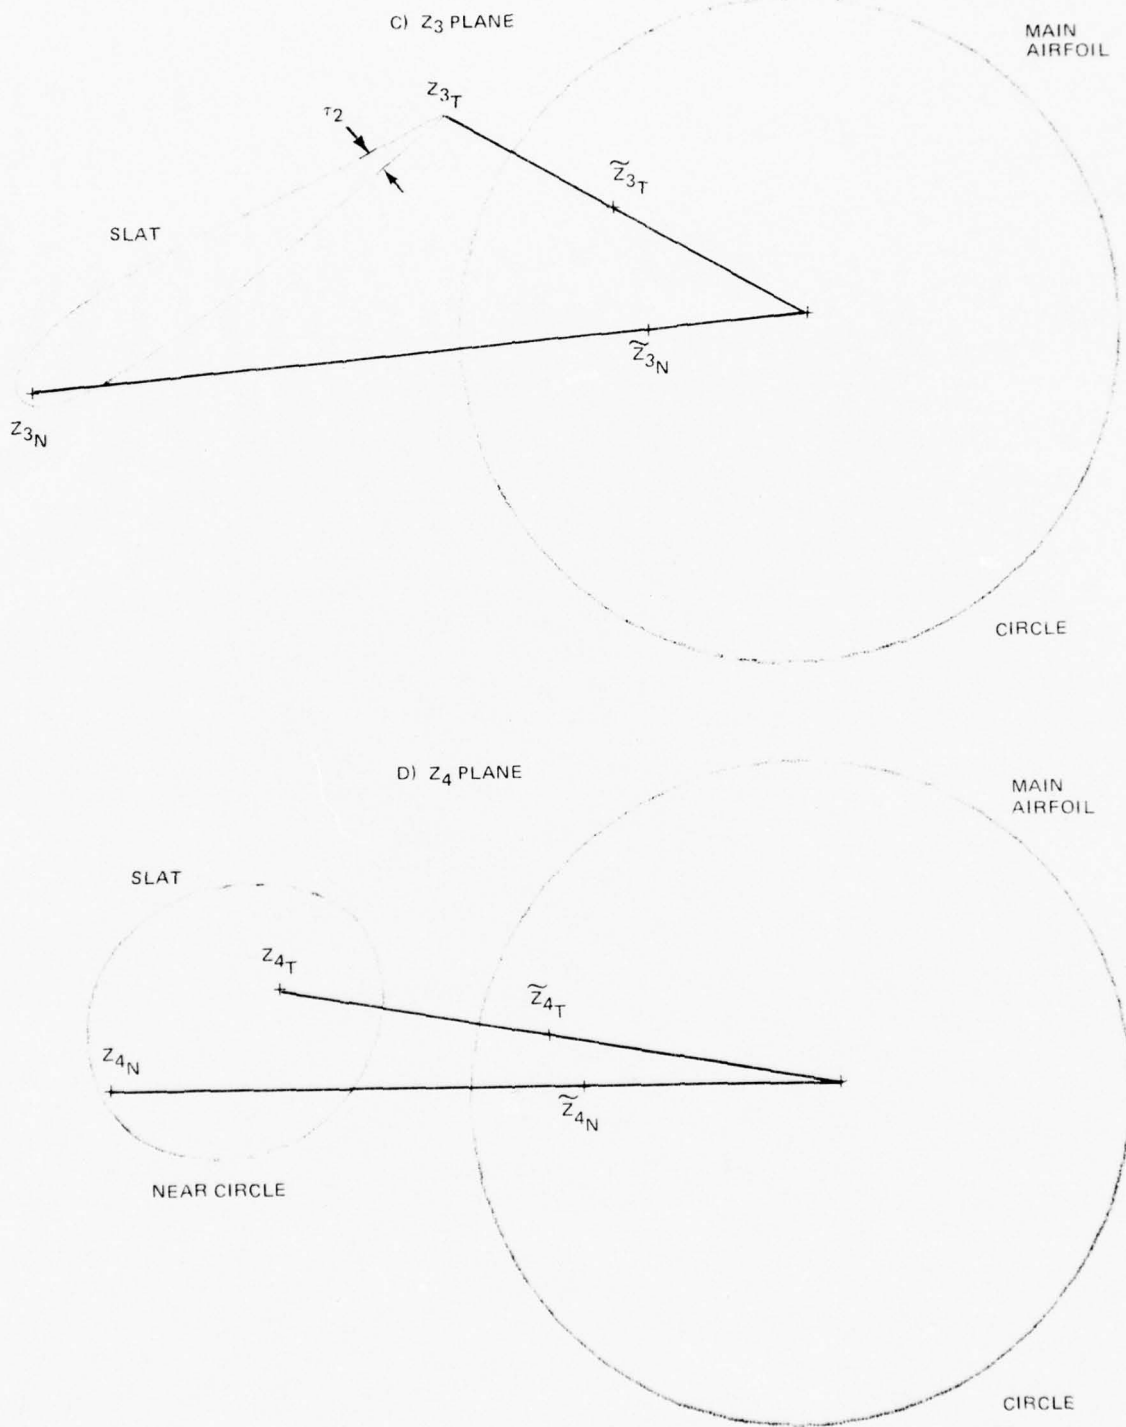 C) Z₃ PLANE
MAIN
AIRFOIL
Z₃T
τ₂
Z̃₃T
SLAT
Z̃₃N
Z₃N
CIRCLE
D) Z₄ PLANE
MAIN
AIRFOIL
SLAT
Z₄T
Z̃₄T
Z₄N
Z̃₄N
NEAR CIRCLE
CIRCLE